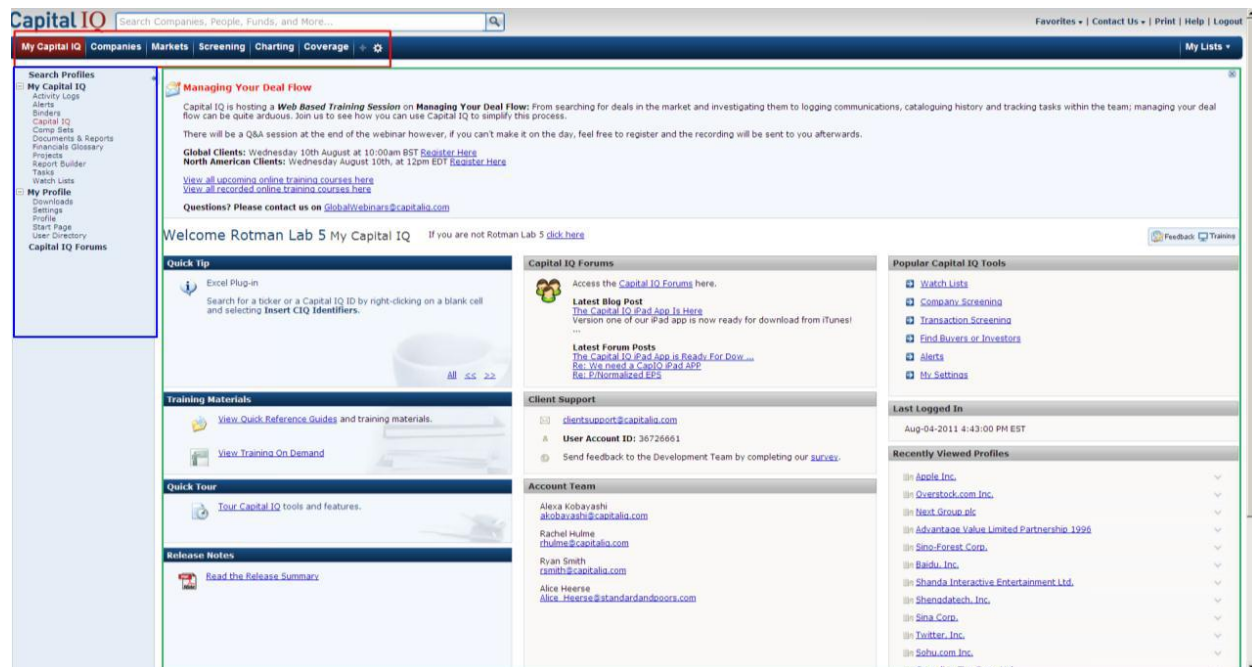 Capital IQ
Search Companies, People, Funds, and More...
Favorites | Contact Us | Print | Help | Logout
My Capital IQ | Companies | Markets | Screening | Charting | Coverage
My Lists
Search Profiles
My Capital IQ
Activity Logs
Alerts
Binders
Capital IQ
Comp Sets
Documents & Reports
Financials Glossary
Projects
Report Builder
Tasks
Watch Lists
My Profile
Downloads
Settings
Profile
Start Page
User Directory
Capital IQ Forums
Managing Your Deal Flow
Capital IQ is hosting a Web Based Training Session on Managing Your Deal Flow: From searching for deals in the market and investigating them to logging communications, cataloguing history and tracking tasks within the team; managing your deal
flow can be quite arduous. Join us to see how you can use Capital IQ to simplify this process.
There will be a Q&A session at the end of the webinar however, if you can't make it on the day, feel free to register and the recording will be sent to you afterwards.
Global Clients: Wednesday 10th August at 10:00am BST Register Here
North American Clients: Wednesday August 10th, at 12pm EDT Register Here
View all upcoming online training courses here
View all recorded online training courses here
Questions? Please contact us on GlobalWebinars@capitaliq.com
Welcome Rotman Lab 5 My Capital IQ
If you are not Rotman Lab 5 click here
Feedback Training
Quick Tip
Excel Plug-in
Search for a ticker or a Capital IQ ID by right-clicking on a blank cell
and selecting Insert CIQ Identifiers.
All << >>
Training Materials
View Quick Reference Guides and training materials.
View Training On Demand
Quick Tour
Tour Capital IQ tools and features.
Release Notes
Read the Release Summary
Capital IQ Forums
Access the Capital IQ Forums here.
Latest Blog Post
The Capital IQ iPad App Is Here
Version one of our iPad app is now ready for download from iTunes!
...
Latest Forum Posts
The Capital IQ iPad App is Ready For Dow ...
Re: We need a CapIQ iPad APP
Re: P/Normalized EPS
Client Support
clientsupport@capitaliq.com
User Account ID: 36726661
Send feedback to the Development Team by completing our survey.
Account Team
Alexa Kobayashi
akobayashi@capitaliq.com
Rachel Hulme
rhulme@capitaliq.com
Ryan Smith
rsmith@capitaliq.com
Alice Heerse
Alice_Heerse@standardandpoors.com
Popular Capital IQ Tools
Watch Lists
Company Screening
Transaction Screening
Find Buyers or Investors
Alerts
My Settings
Last Logged In
Aug-04-2011 4:43:00 PM EST
Recently Viewed Profiles
Apple Inc.
Overstock.com Inc.
Next Group plc
Advantage Value Limited Partnership 1996
Sino-Forest Corp.
Baidu, Inc.
Shanda Interactive Entertainment Ltd.
Shengdatech, Inc.
Sina Corp.
Twitter, Inc.
Sohu.com Inc.